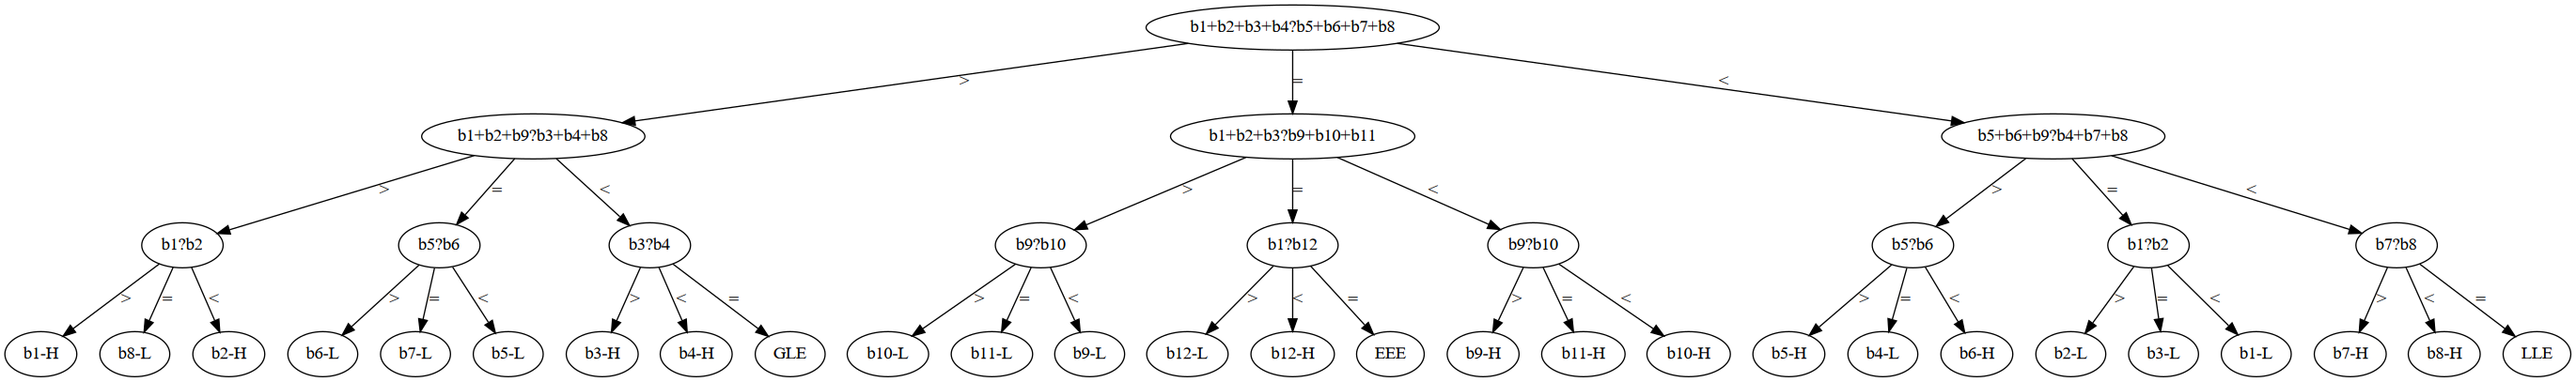 b1+b2+b3+b4?b5+b6+b7+b8
> = <
b1+b2+b9?b3+b4+b8 b1+b2+b3?b9+b10+b11 b5+b6+b9?b4+b7+b8
> = < > = < > = <
b1?b2 b5?b6 b3?b4 b9?b10 b1?b12 b9?b10 b5?b6 b1?b2 b7?b8
> = < > = < > < = > = < > < = > = < > = < > = < > < =
b1-H b8-L b2-H b6-L b7-L b5-L b3-H b4-H GLE b10-L b11-L b9-L b12-L b12-H EEE b9-H b11-H b10-H b5-H b4-L b6-H b2-L b3-L b1-L b7-H b8-H LLE